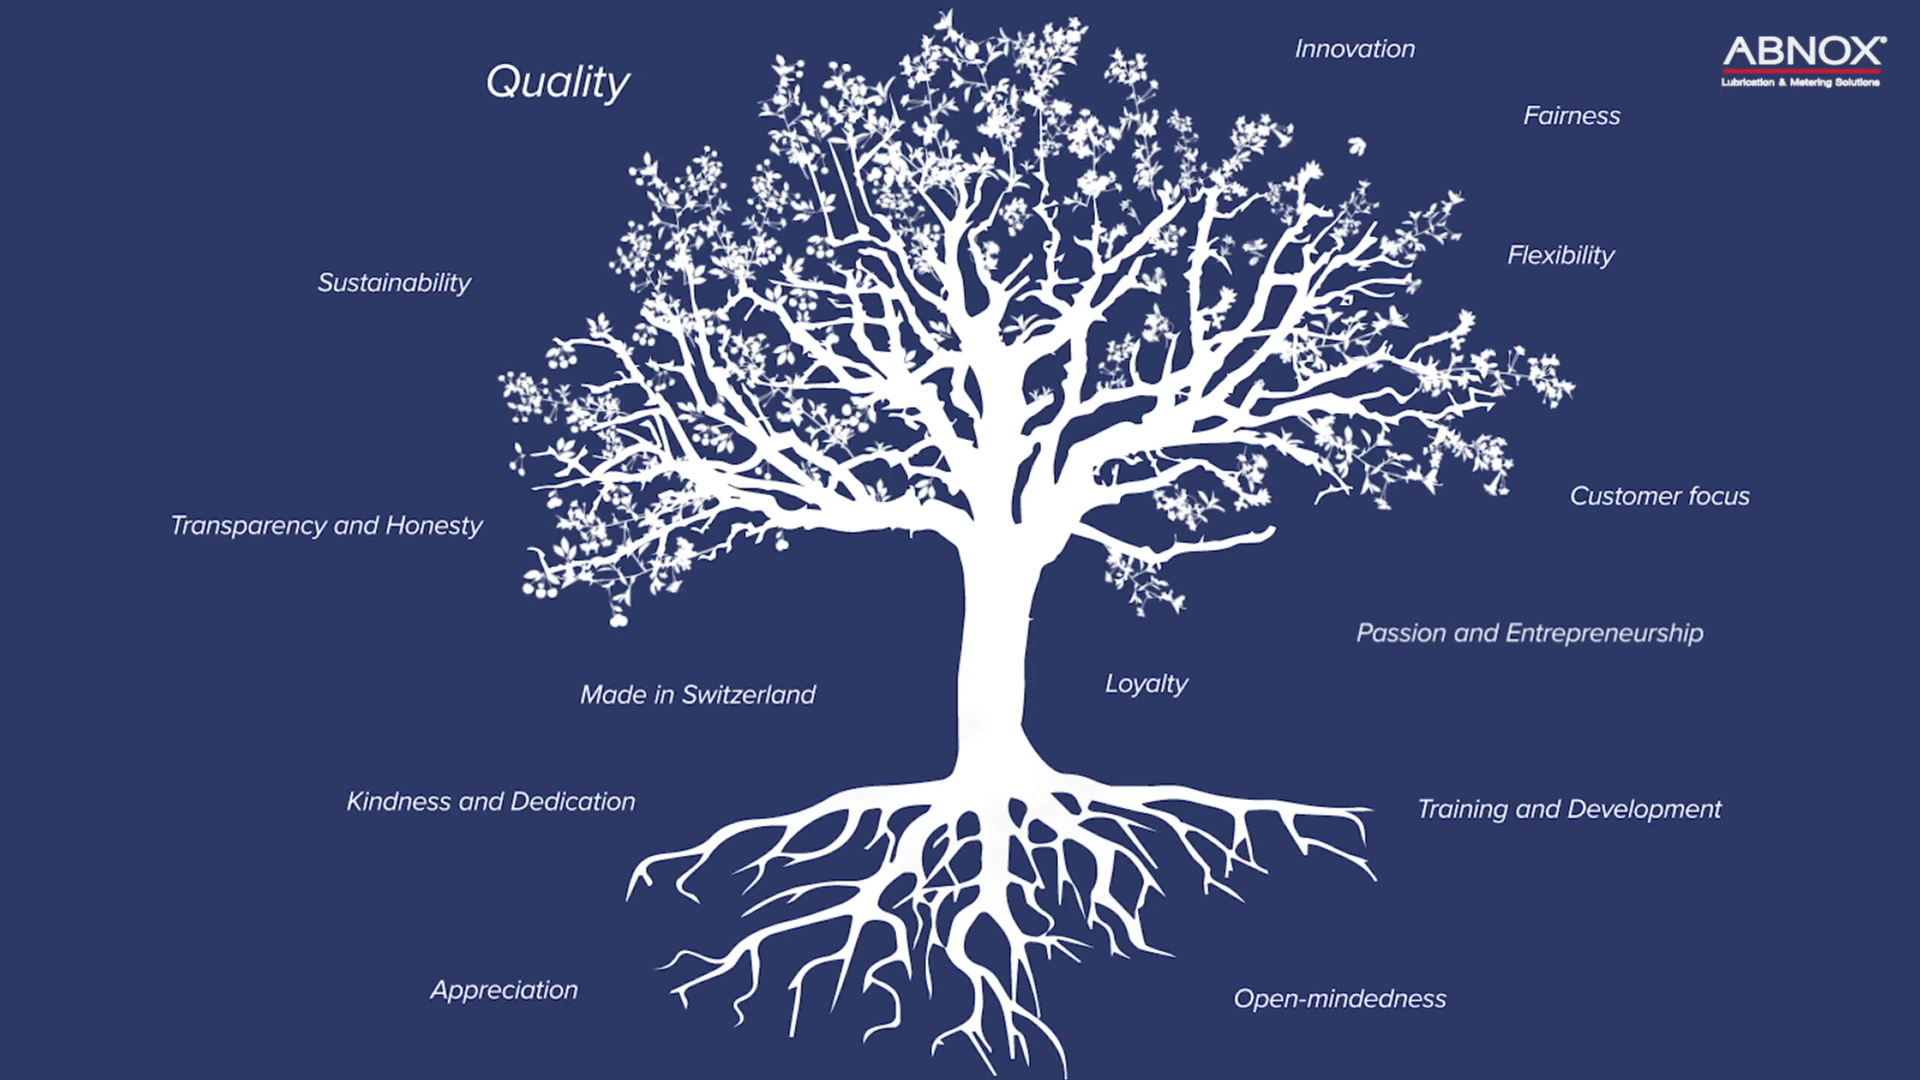 Quality
Innovation
ABNOX
Lubrication & Metering Solutions
Fairness
Flexibility
Sustainability
Customer focus
Transparency and Honesty
Passion and Entrepreneurship
Loyalty
Made in Switzerland
Kindness and Dedication
Training and Development
Appreciation
Open-mindedness